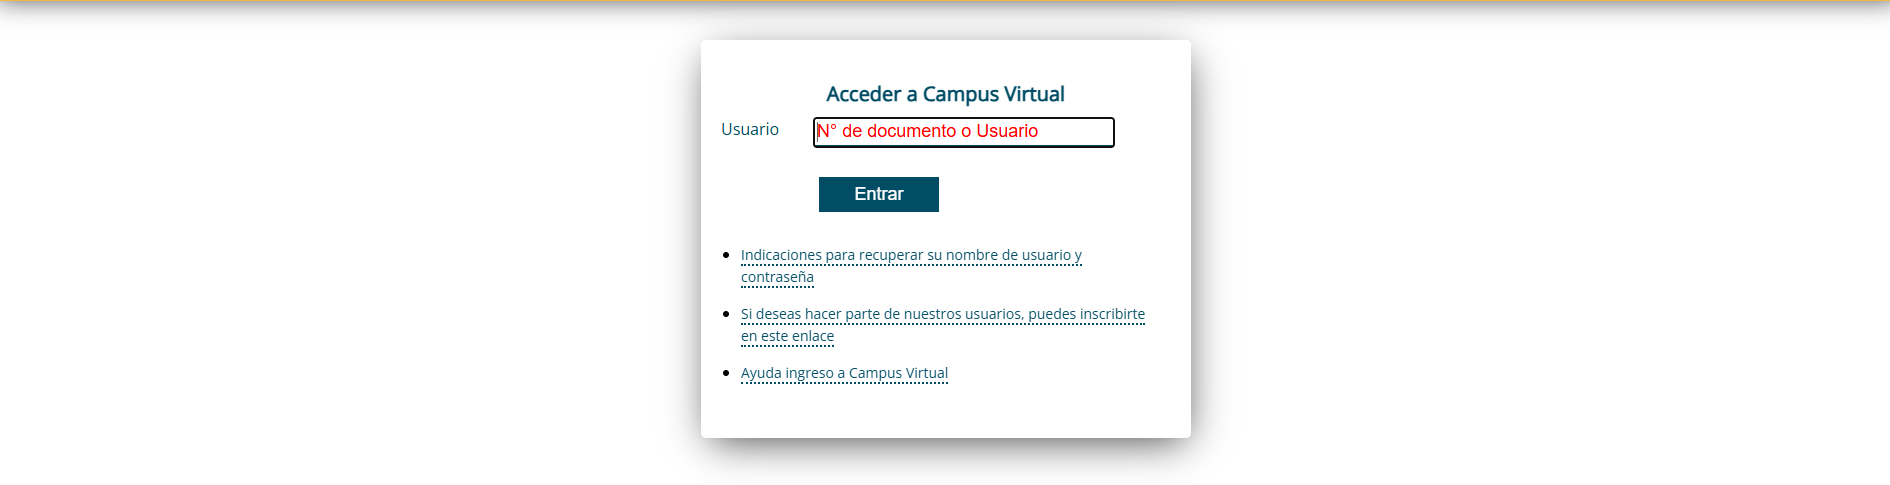 Acceder a Campus Virtual
Usuario
N° de documento o Usuario
Entrar
Indicaciones para recuperar su nombre de usuario y
contraseña
Si deseas hacer parte de nuestros usuarios, puedes inscribirte
en este enlace
Ayuda ingreso a Campus Virtual